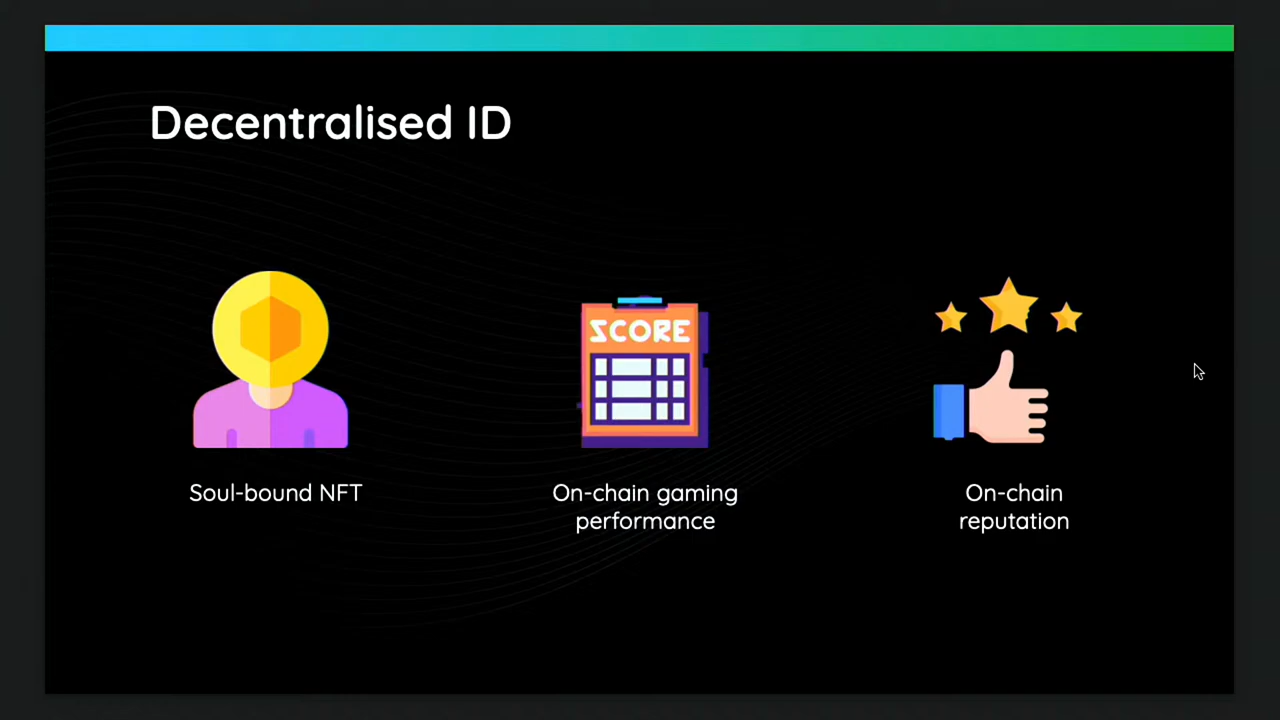 Decentralised ID
SCORE
Soul-bound NFT
On-chain gaming
performance
On-chain
reputation